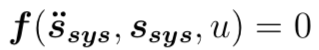 f(s̈_sys, s_sys, u) = 0